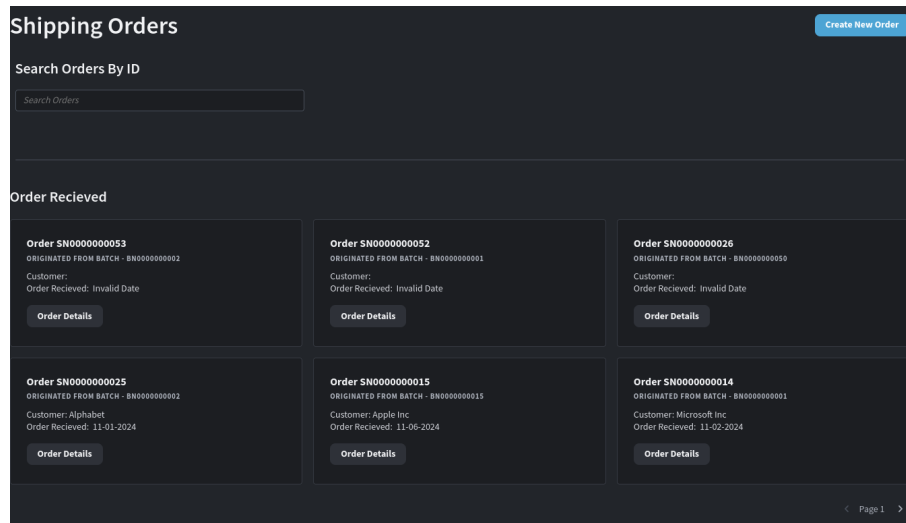 Shipping Orders
Create New Order
Search Orders By ID
Search Orders
Order Recieved
Order SN0000000053
ORIGINATED FROM BATCH - BN0000000002
Customer:
Order Recieved: Invalid Date
Order Details
Order SN0000000052
ORIGINATED FROM BATCH - BN0000000001
Customer:
Order Recieved: Invalid Date
Order Details
Order SN0000000026
ORIGINATED FROM BATCH - BN0000000050
Customer:
Order Recieved: Invalid Date
Order Details
Order SN0000000025
ORIGINATED FROM BATCH - BN0000000002
Customer: Alphabet
Order Recieved: 11-01-2024
Order Details
Order SN0000000015
ORIGINATED FROM BATCH - BN0000000015
Customer: Apple Inc
Order Recieved: 11-06-2024
Order Details
Order SN0000000014
ORIGINATED FROM BATCH - BN0000000001
Customer: Microsoft Inc
Order Recieved: 11-02-2024
Order Details
Page 1